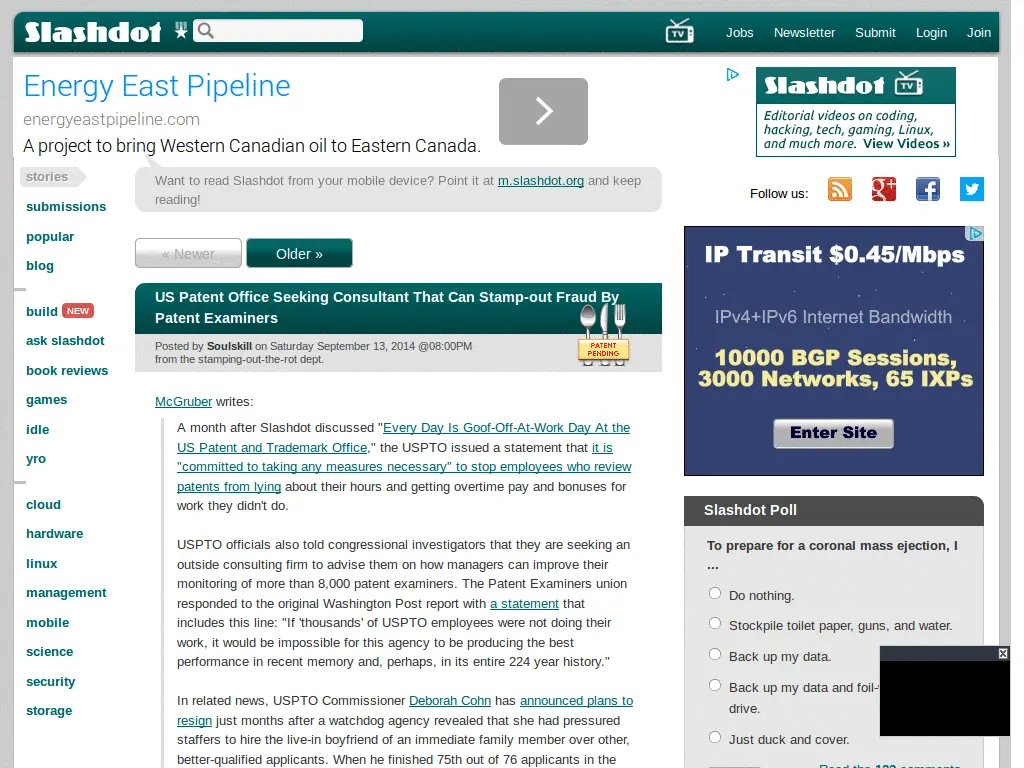 Slashdot
TV
Jobs
Newsletter
Submit
Login
Join
Energy East Pipeline
energyeastpipeline.com
A project to bring Western Canadian oil to Eastern Canada.
Slashdot TV
Editorial videos on coding,
hacking, tech, gaming, Linux,
and much more. View Videos »
stories
submissions
popular
blog
build NEW
ask slashdot
book reviews
games
idle
yro
cloud
hardware
linux
management
mobile
science
security
storage
Want to read Slashdot from your mobile device? Point it at m.slashdot.org and keep
reading!
« Newer
Older »
US Patent Office Seeking Consultant That Can Stamp-out Fraud By
Patent Examiners
PATENT
PENDING
Posted by Soulskill on Saturday September 13, 2014 @08:00PM
from the stamping-out-the-rot dept.
McGruber writes:
A month after Slashdot discussed "Every Day Is Goof-Off-At-Work Day At the
US Patent and Trademark Office," the USPTO issued a statement that it is
"committed to taking any measures necessary" to stop employees who review
patents from lying about their hours and getting overtime pay and bonuses for
work they didn't do.
USPTO officials also told congressional investigators that they are seeking an
outside consulting firm to advise them on how managers can improve their
monitoring of more than 8,000 patent examiners. The Patent Examiners union
responded to the original Washington Post report with a statement that
includes this line: "If 'thousands' of USPTO employees were not doing their
work, it would be impossible for this agency to be producing the best
performance in recent memory and, perhaps, in its entire 224 year history."
In related news, USPTO Commissioner Deborah Cohn has announced plans to
resign just months after a watchdog agency revealed that she had pressured
staffers to hire the live-in boyfriend of an immediate family member over other,
better-qualified applicants. When he finished 75th out of 76 applicants in the
Follow us:
IP Transit $0.45/Mbps
IPv4+IPv6 Internet Bandwidth
10000 BGP Sessions,
3000 Networks, 65 IXPs
Enter Site
Slashdot Poll
To prepare for a coronal mass ejection, I
...
Do nothing.
Stockpile toilet paper, guns, and water.
Back up my data.
Back up my data and foil-
drive.
Just duck and cover.